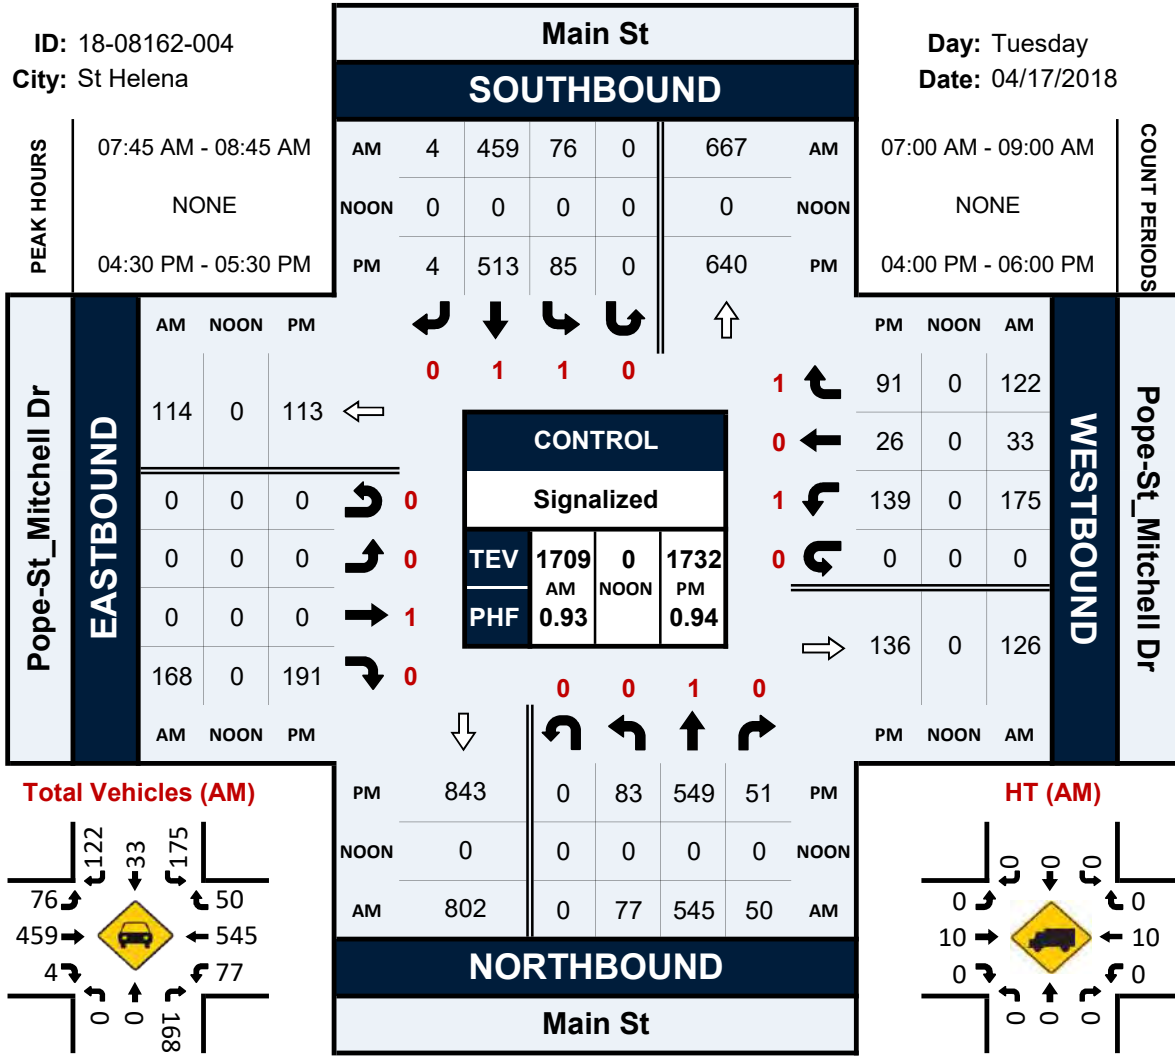 ID: 18-08162-004
City: St Helena
Main St
SOUTHBOUND
Day: Tuesday
Date: 04/17/2018
PEAK HOURS
07:45 AM - 08:45 AM
NONE
04:30 PM - 05:30 PM
AM 4 459 76 0 667 AM
NOON 0 0 0 0 0 NOON
PM 4 513 85 0 640 PM
07:00 AM - 09:00 AM
NONE
04:00 PM - 06:00 PM
COUNT PERIODS
0 1 1 0
Pope-St_Mitchell Dr
EASTBOUND
AM NOON PM
114 0 113
0 0 0 0
0 0 0 0
0 0 0 1
168 0 191 0
AM NOON PM
CONTROL
Signalized
TEV 1709 0 1732
AM NOON PM
PHF 0.93 0.94
PM NOON AM
1 91 0 122
0 26 0 33
1 139 0 175
0 0 0 0
136 0 126
PM NOON AM
WESTBOUND
Pope-St_Mitchell Dr
0 0 1 0
PM 843 0 83 549 51 PM
NOON 0 0 0 0 0 NOON
AM 802 0 77 545 50 AM
NORTHBOUND
Main St
Total Vehicles (AM)
122 33 175
76 50
459 545
4 77
0 0 168
HT (AM)
0 0 0
0 0
10 10
0 0
0 0 0